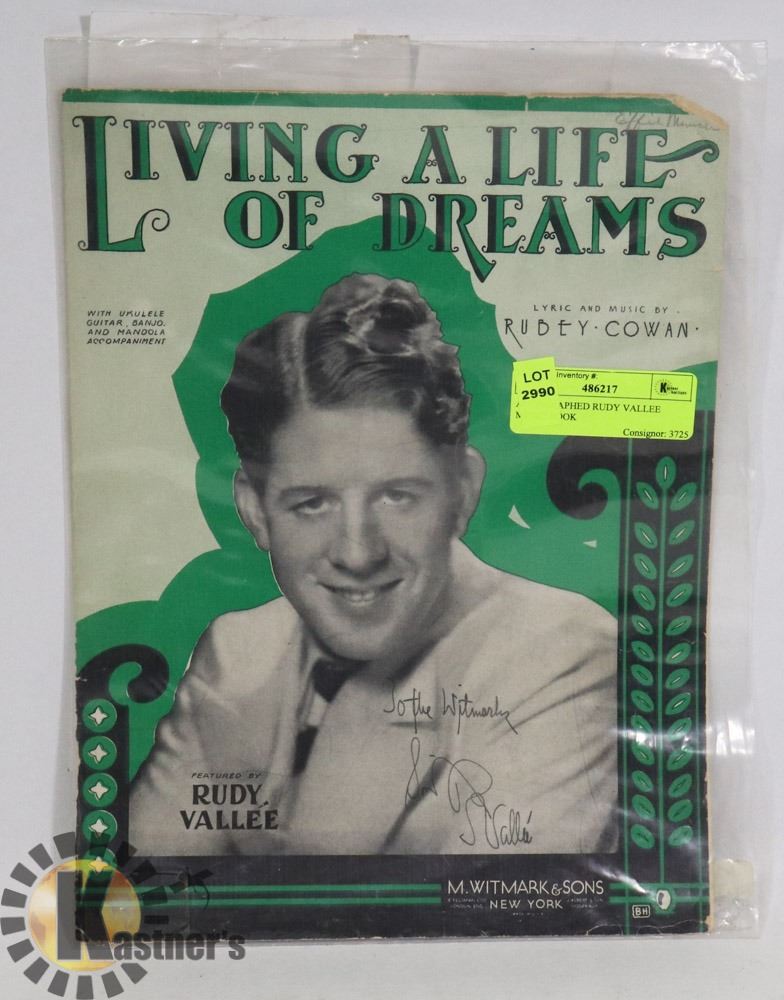 LIVING A LIFE
OF DREAMS
WITH UKULELE
GUITAR, BANJO.
AND MANDOLA
ACCOMPANIMENT
LYRIC AND MUSIC BY.
RUBEY · COWAN ·
LOT
2990
Inventory #:
486217
APHED RUDY VALLEE
OOK
Consignor: 3725
To the Witmarks
Vallée
FEATURED BY
RUDY
VALLÉE
M. WITMARK & SONS
NEW YORK
BH
Kastner's